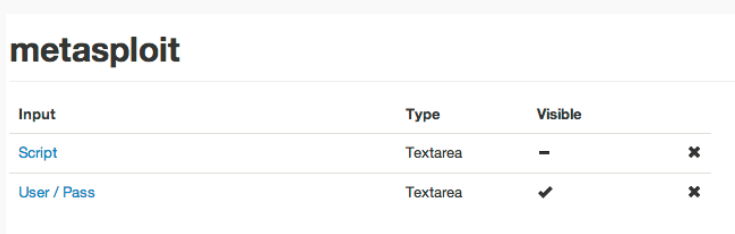 metasploit
Input Type Visible
Script Textarea
User / Pass Textarea